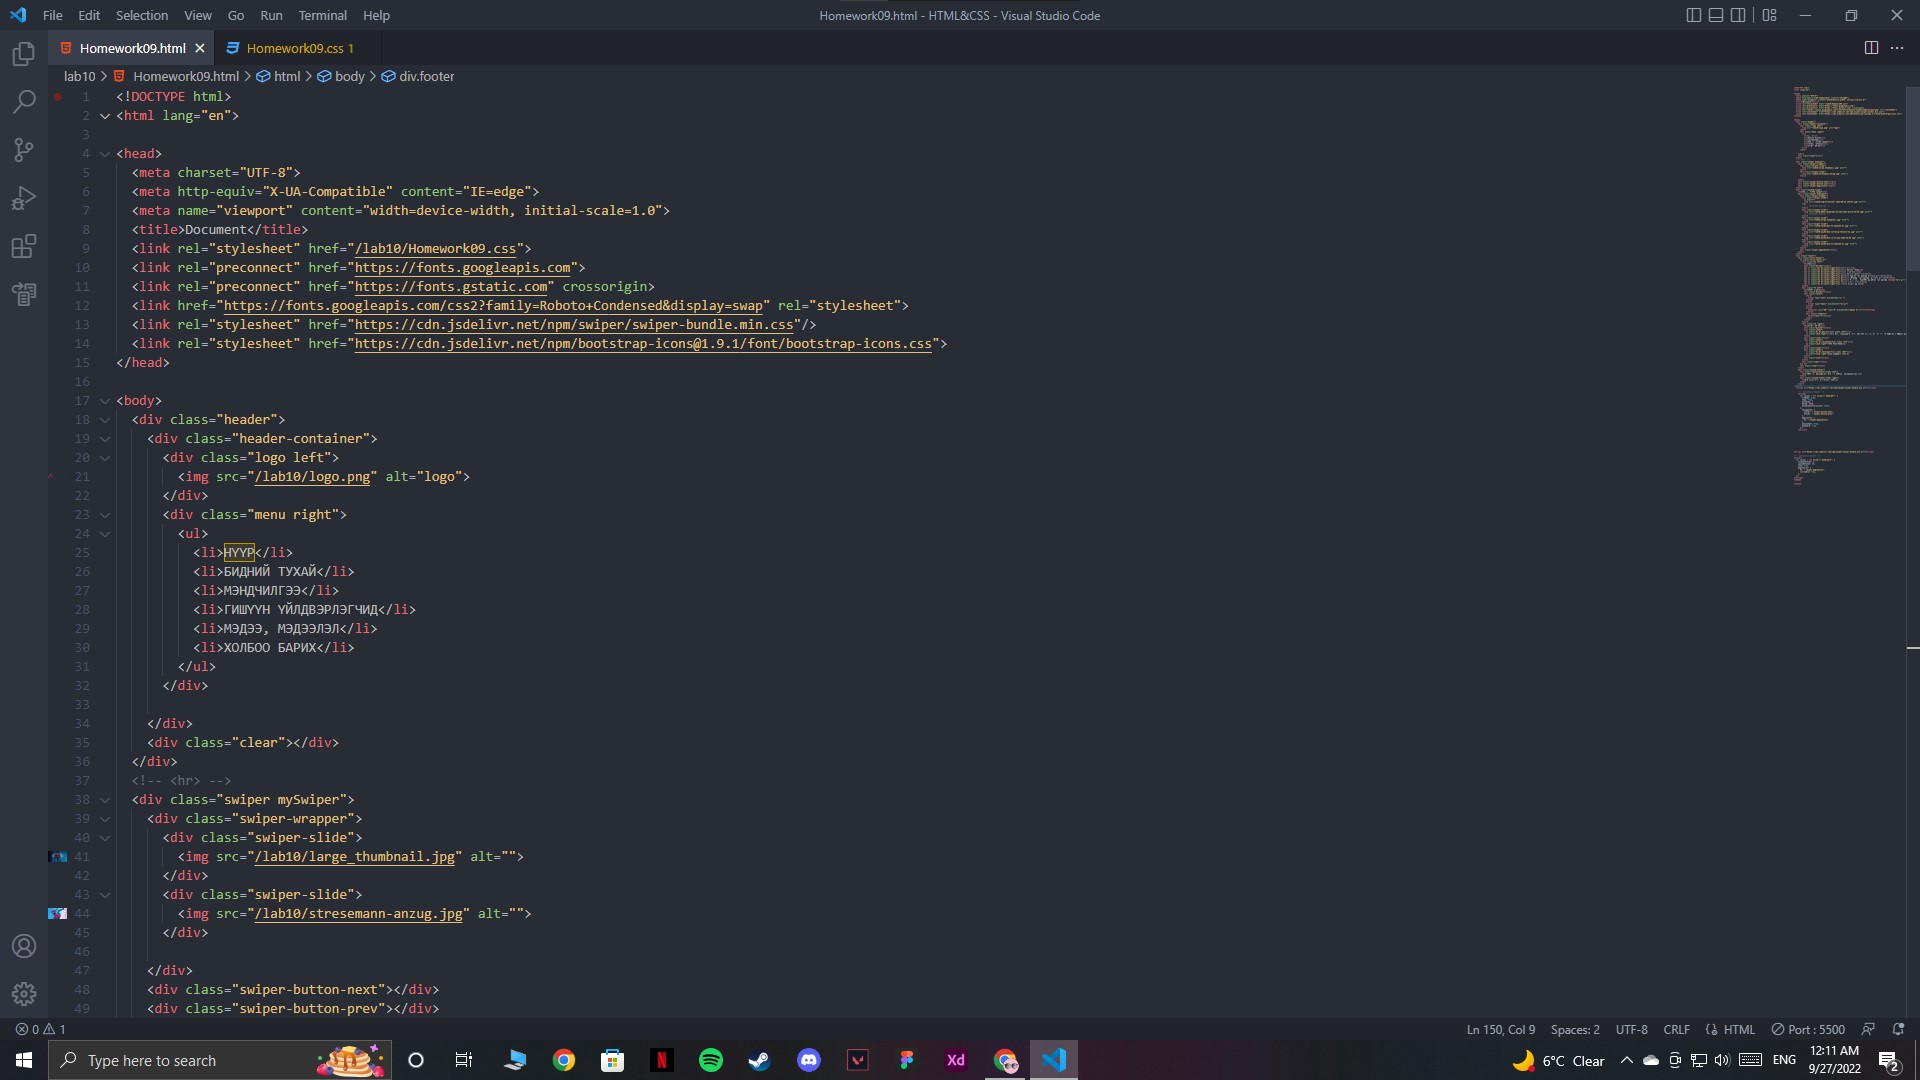 File Edit Selection View Go Run Terminal Help
Homework09.html - HTML&CSS - Visual Studio Code
Homework09.html
Homework09.css 1
lab10 > Homework09.html > html > body > div.footer
1 <!DOCTYPE html>
2 <html lang="en">
3
4 <head>
5 <meta charset="UTF-8">
6 <meta http-equiv="X-UA-Compatible" content="IE=edge">
7 <meta name="viewport" content="width=device-width, initial-scale=1.0">
8 <title>Document</title>
9 <link rel="stylesheet" href="/lab10/Homework09.css">
10 <link rel="preconnect" href="https://fonts.googleapis.com">
11 <link rel="preconnect" href="https://fonts.gstatic.com" crossorigin>
12 <link href="https://fonts.googleapis.com/css2?family=Roboto+Condensed&display=swap" rel="stylesheet">
13 <link rel="stylesheet" href="https://cdn.jsdelivr.net/npm/swiper/swiper-bundle.min.css"/>
14 <link rel="stylesheet" href="https://cdn.jsdelivr.net/npm/bootstrap-icons@1.9.1/font/bootstrap-icons.css">
15 </head>
16
17 <body>
18 <div class="header">
19 <div class="header-container">
20 <div class="logo left">
21 <img src="/lab10/logo.png" alt="logo">
22 </div>
23 <div class="menu right">
24 <ul>
25 <li>НҮҮР</li>
26 <li>БИДНИЙ ТУХАЙ</li>
27 <li>МЭНДЧИЛГЭЭ</li>
28 <li>ГИШҮҮН ҮЙЛДВЭРЛЭГЧИД</li>
29 <li>МЭДЭЭ, МЭДЭЭЛЭЛ</li>
30 <li>ХОЛБОО БАРИХ</li>
31 </ul>
32 </div>
33
34 </div>
35 <div class="clear"></div>
36 </div>
37 <!-- <hr> -->
38 <div class="swiper mySwiper">
39 <div class="swiper-wrapper">
40 <div class="swiper-slide">
41 <img src="/lab10/large_thumbnail.jpg" alt="">
42 </div>
43 <div class="swiper-slide">
44 <img src="/lab10/stresemann-anzug.jpg" alt="">
45 </div>
46
47 </div>
48 <div class="swiper-button-next"></div>
49 <div class="swiper-button-prev"></div>
0 1
Ln 150, Col 9 Spaces: 2 UTF-8 CRLF HTML Port : 5500
Type here to search
N
Xd
6°C Clear
ENG
12:11 AM
9/27/2022
2